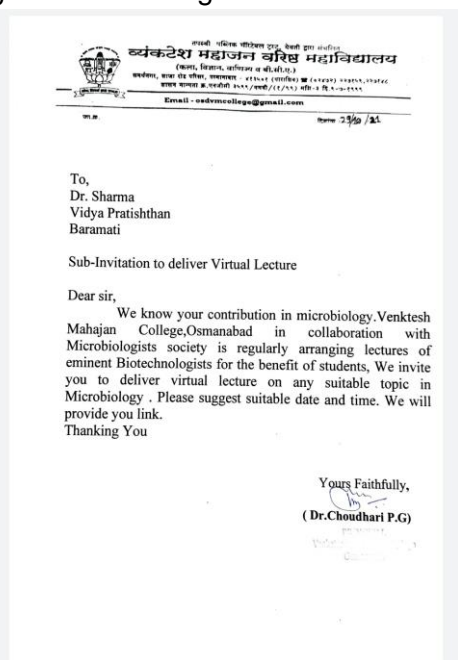 व्यंकटेश महाजन वरिष्ठ महाविद्यालय
(कला, विज्ञान, वाणिज्य व बी.सी.ए.)
Email - osdvmcollege@gmail.com
जा.क्र.
दिनांक 29/10/21
To,
Dr. Sharma
Vidya Pratishthan
Baramati
Sub-Invitation to deliver Virtual Lecture
Dear sir,
We know your contribution in microbiology.Venktesh
Mahajan College,Osmanabad in collaboration with
Microbiologists society is regularly arranging lectures of
eminent Biotechnologists for the benefit of students, We invite
you to deliver virtual lecture on any suitable topic in
Microbiology . Please suggest suitable date and time. We will
provide you link.
Thanking You
Yours Faithfully,
( Dr.Choudhari P.G)